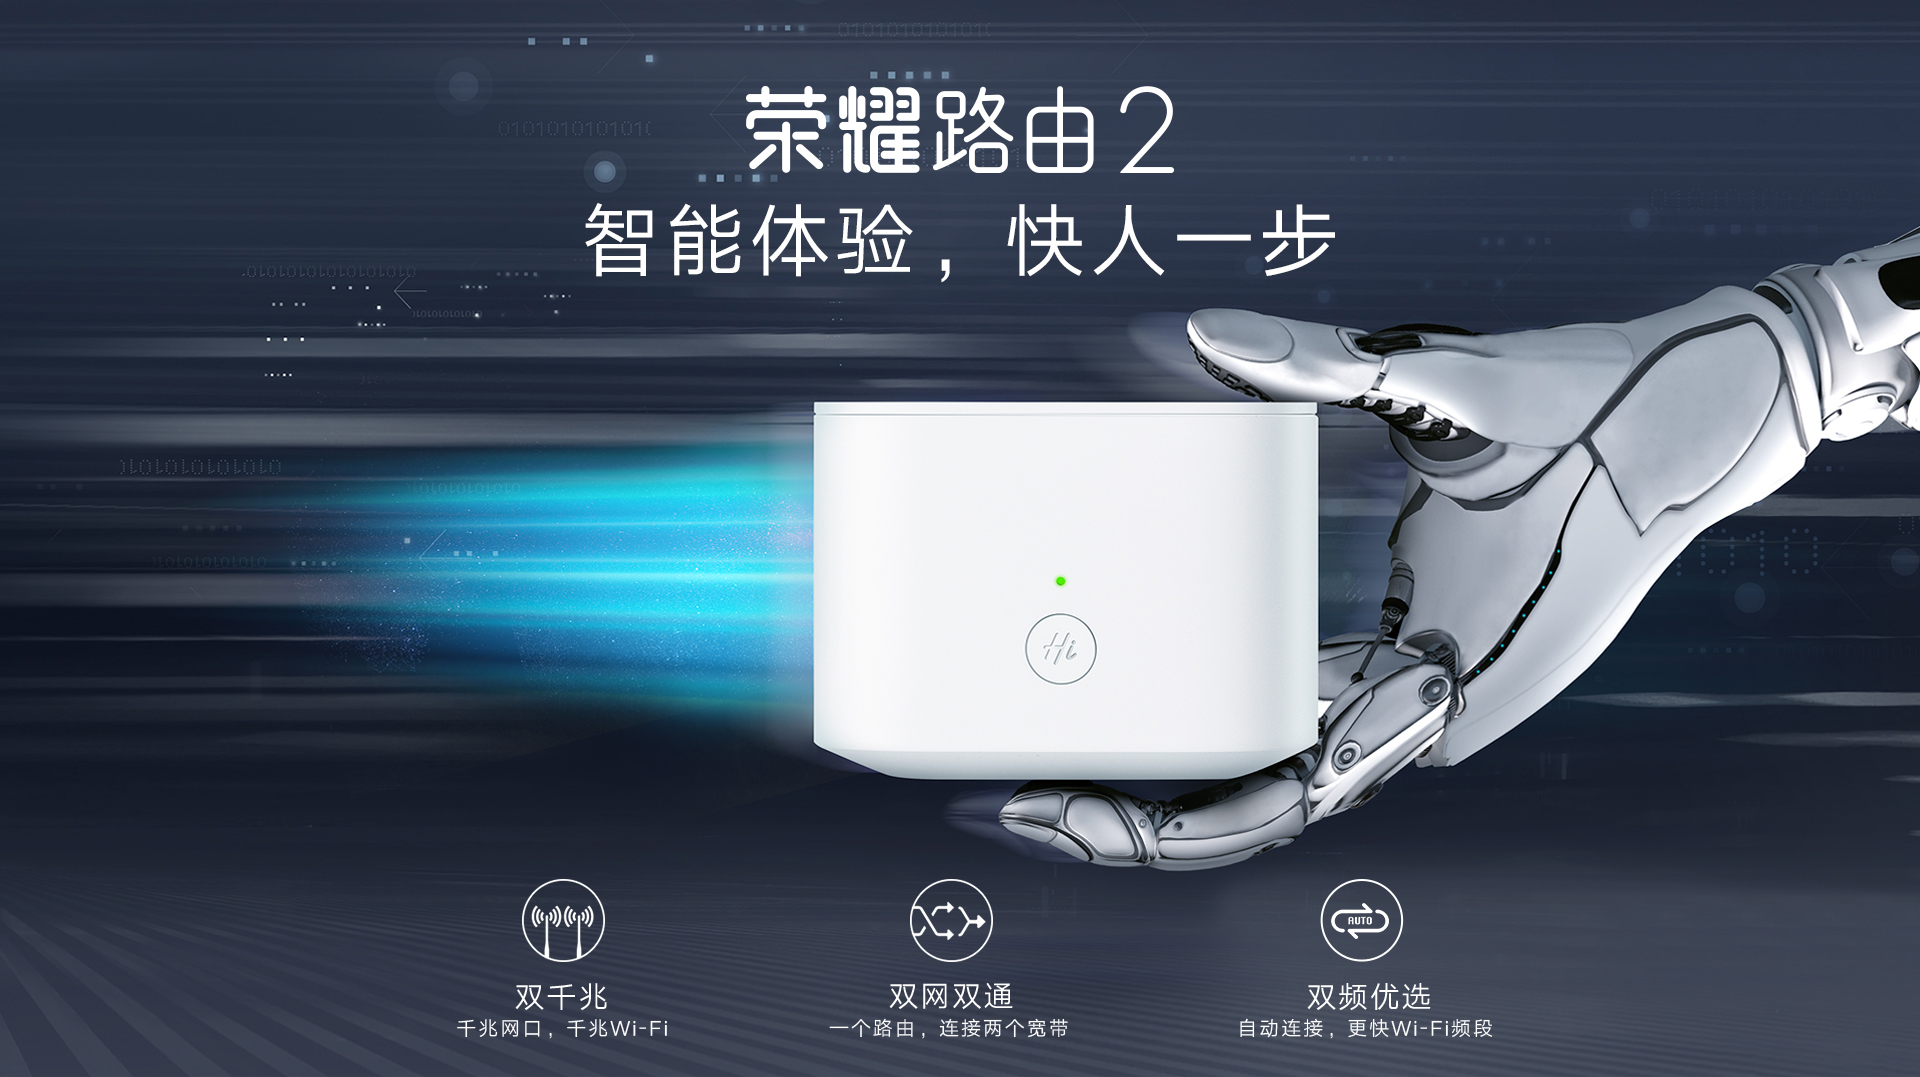 荣耀路由2
智能体验，快人一步
Hi
AUTO
双千兆
千兆网口，千兆Wi-Fi
双网双通
一个路由，连接两个宽带
双频优选
自动连接，更快Wi-Fi频段